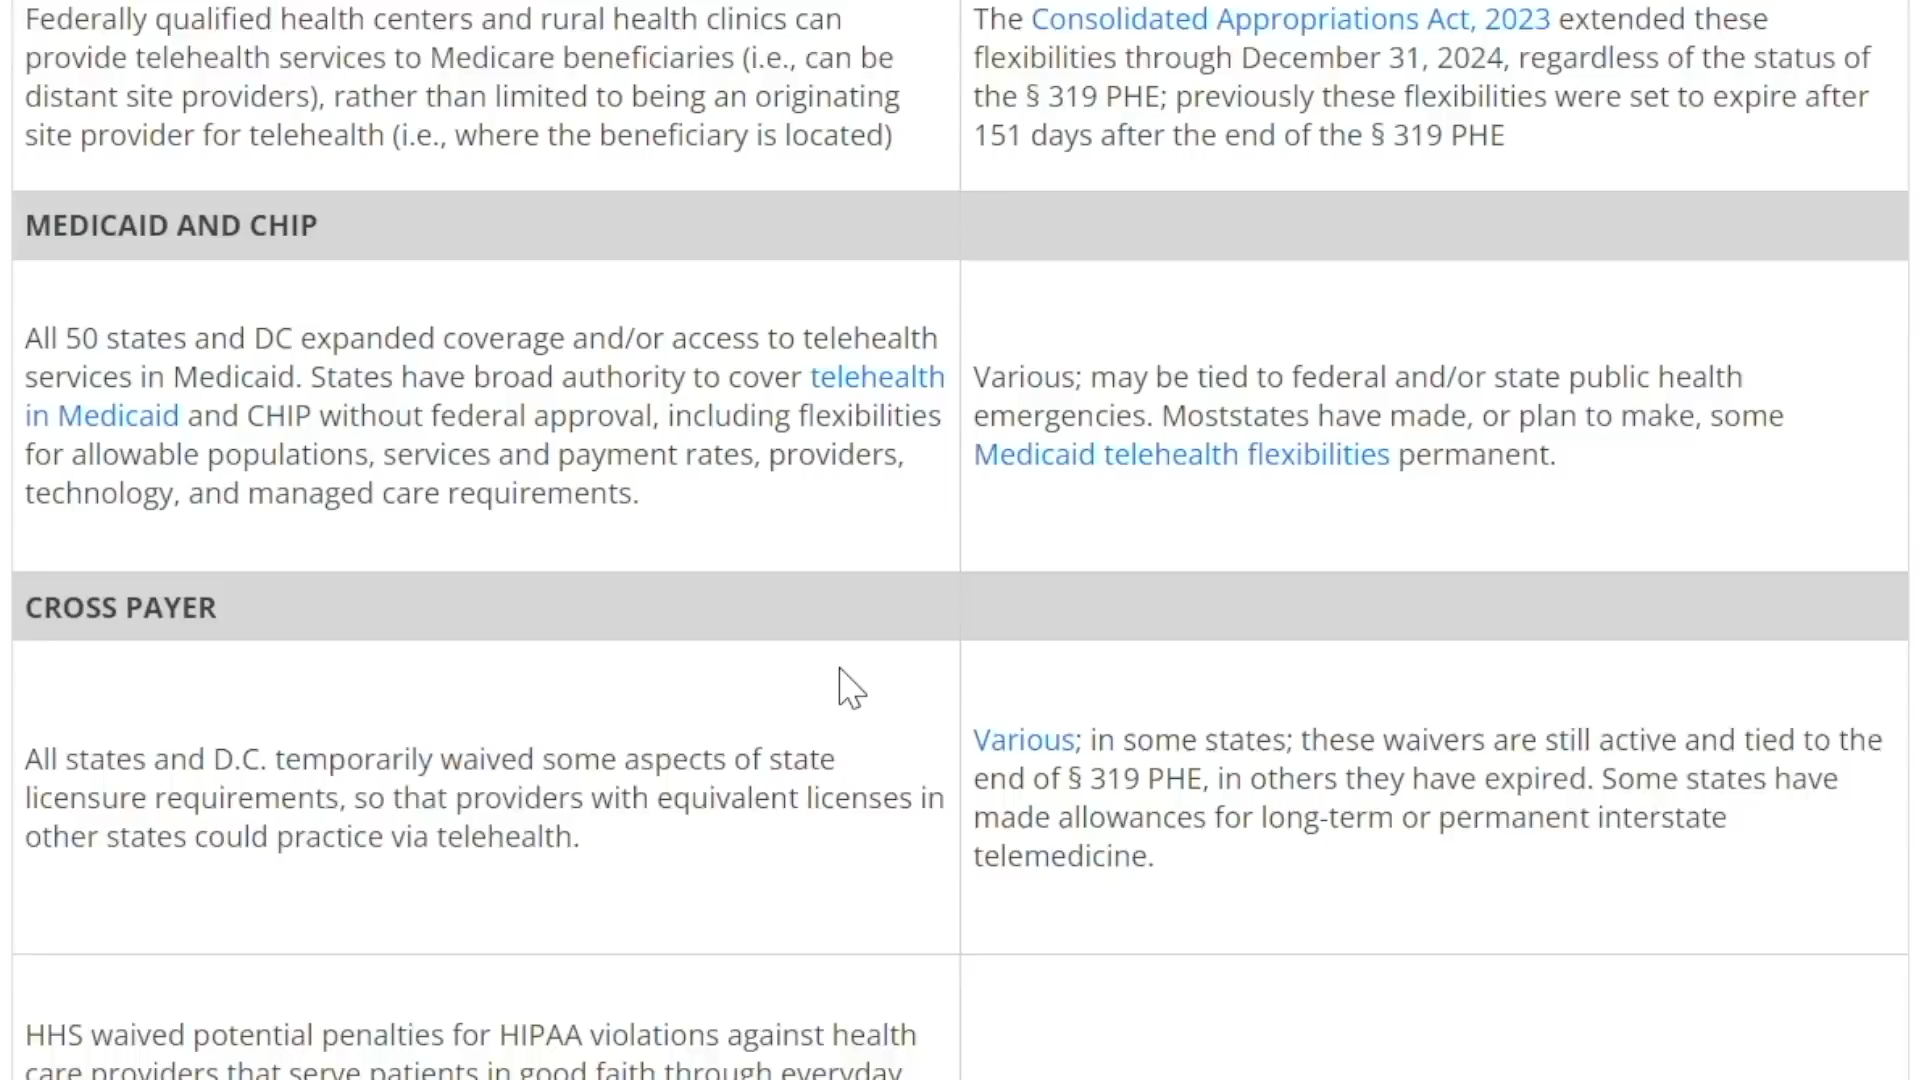 Federally qualified health centers and rural health clinics can
provide telehealth services to Medicare beneficiaries (i.e., can be
distant site providers), rather than limited to being an originating
site provider for telehealth (i.e., where the beneficiary is located)
The Consolidated Appropriations Act, 2023 extended these
flexibilities through December 31, 2024, regardless of the status of
the § 319 PHE; previously these flexibilities were set to expire after
151 days after the end of the § 319 PHE
MEDICAID AND CHIP
All 50 states and DC expanded coverage and/or access to telehealth
services in Medicaid. States have broad authority to cover telehealth
in Medicaid and CHIP without federal approval, including flexibilities
for allowable populations, services and payment rates, providers,
technology, and managed care requirements.
Various; may be tied to federal and/or state public health
emergencies. Moststates have made, or plan to make, some
Medicaid telehealth flexibilities permanent.
CROSS PAYER
All states and D.C. temporarily waived some aspects of state
licensure requirements, so that providers with equivalent licenses in
other states could practice via telehealth.
Various; in some states; these waivers are still active and tied to the
end of § 319 PHE, in others they have expired. Some states have
made allowances for long-term or permanent interstate
telemedicine.
HHS waived potential penalties for HIPAA violations against health
care providers that serve patients in good faith through everyday